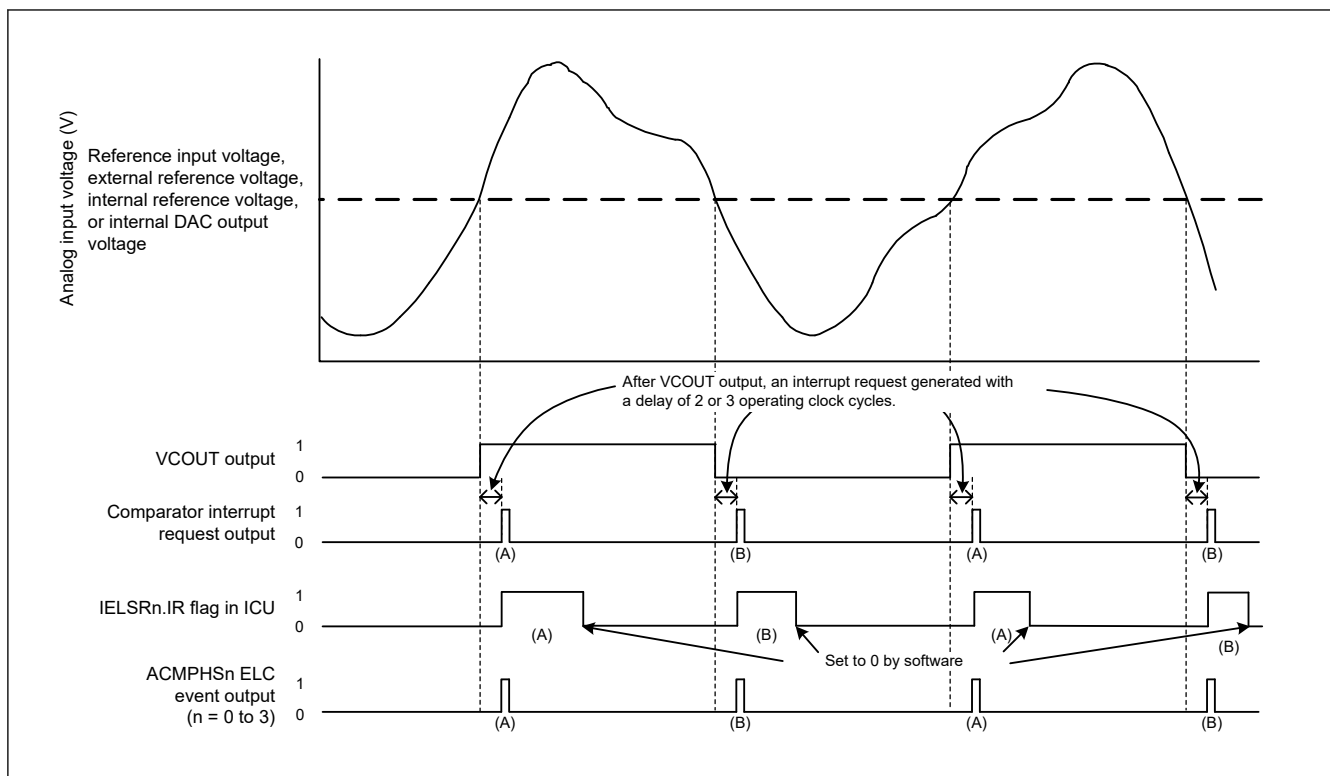 Analog input voltage (V)
Reference input voltage,
external reference voltage,
internal reference voltage,
or internal DAC output
voltage
After VCOUT output, an interrupt request generated with
a delay of 2 or 3 operating clock cycles.
VCOUT output
1
0
Comparator interrupt
request output
1
0
(A)
(B)
(A)
(B)
IELSRn.IR flag in ICU
1
0
(A)
(B)
(A)
(B)
Set to 0 by software
ACMPHSn ELC
event output
(n = 0 to 3)
1
0
(A)
(B)
(A)
(B)